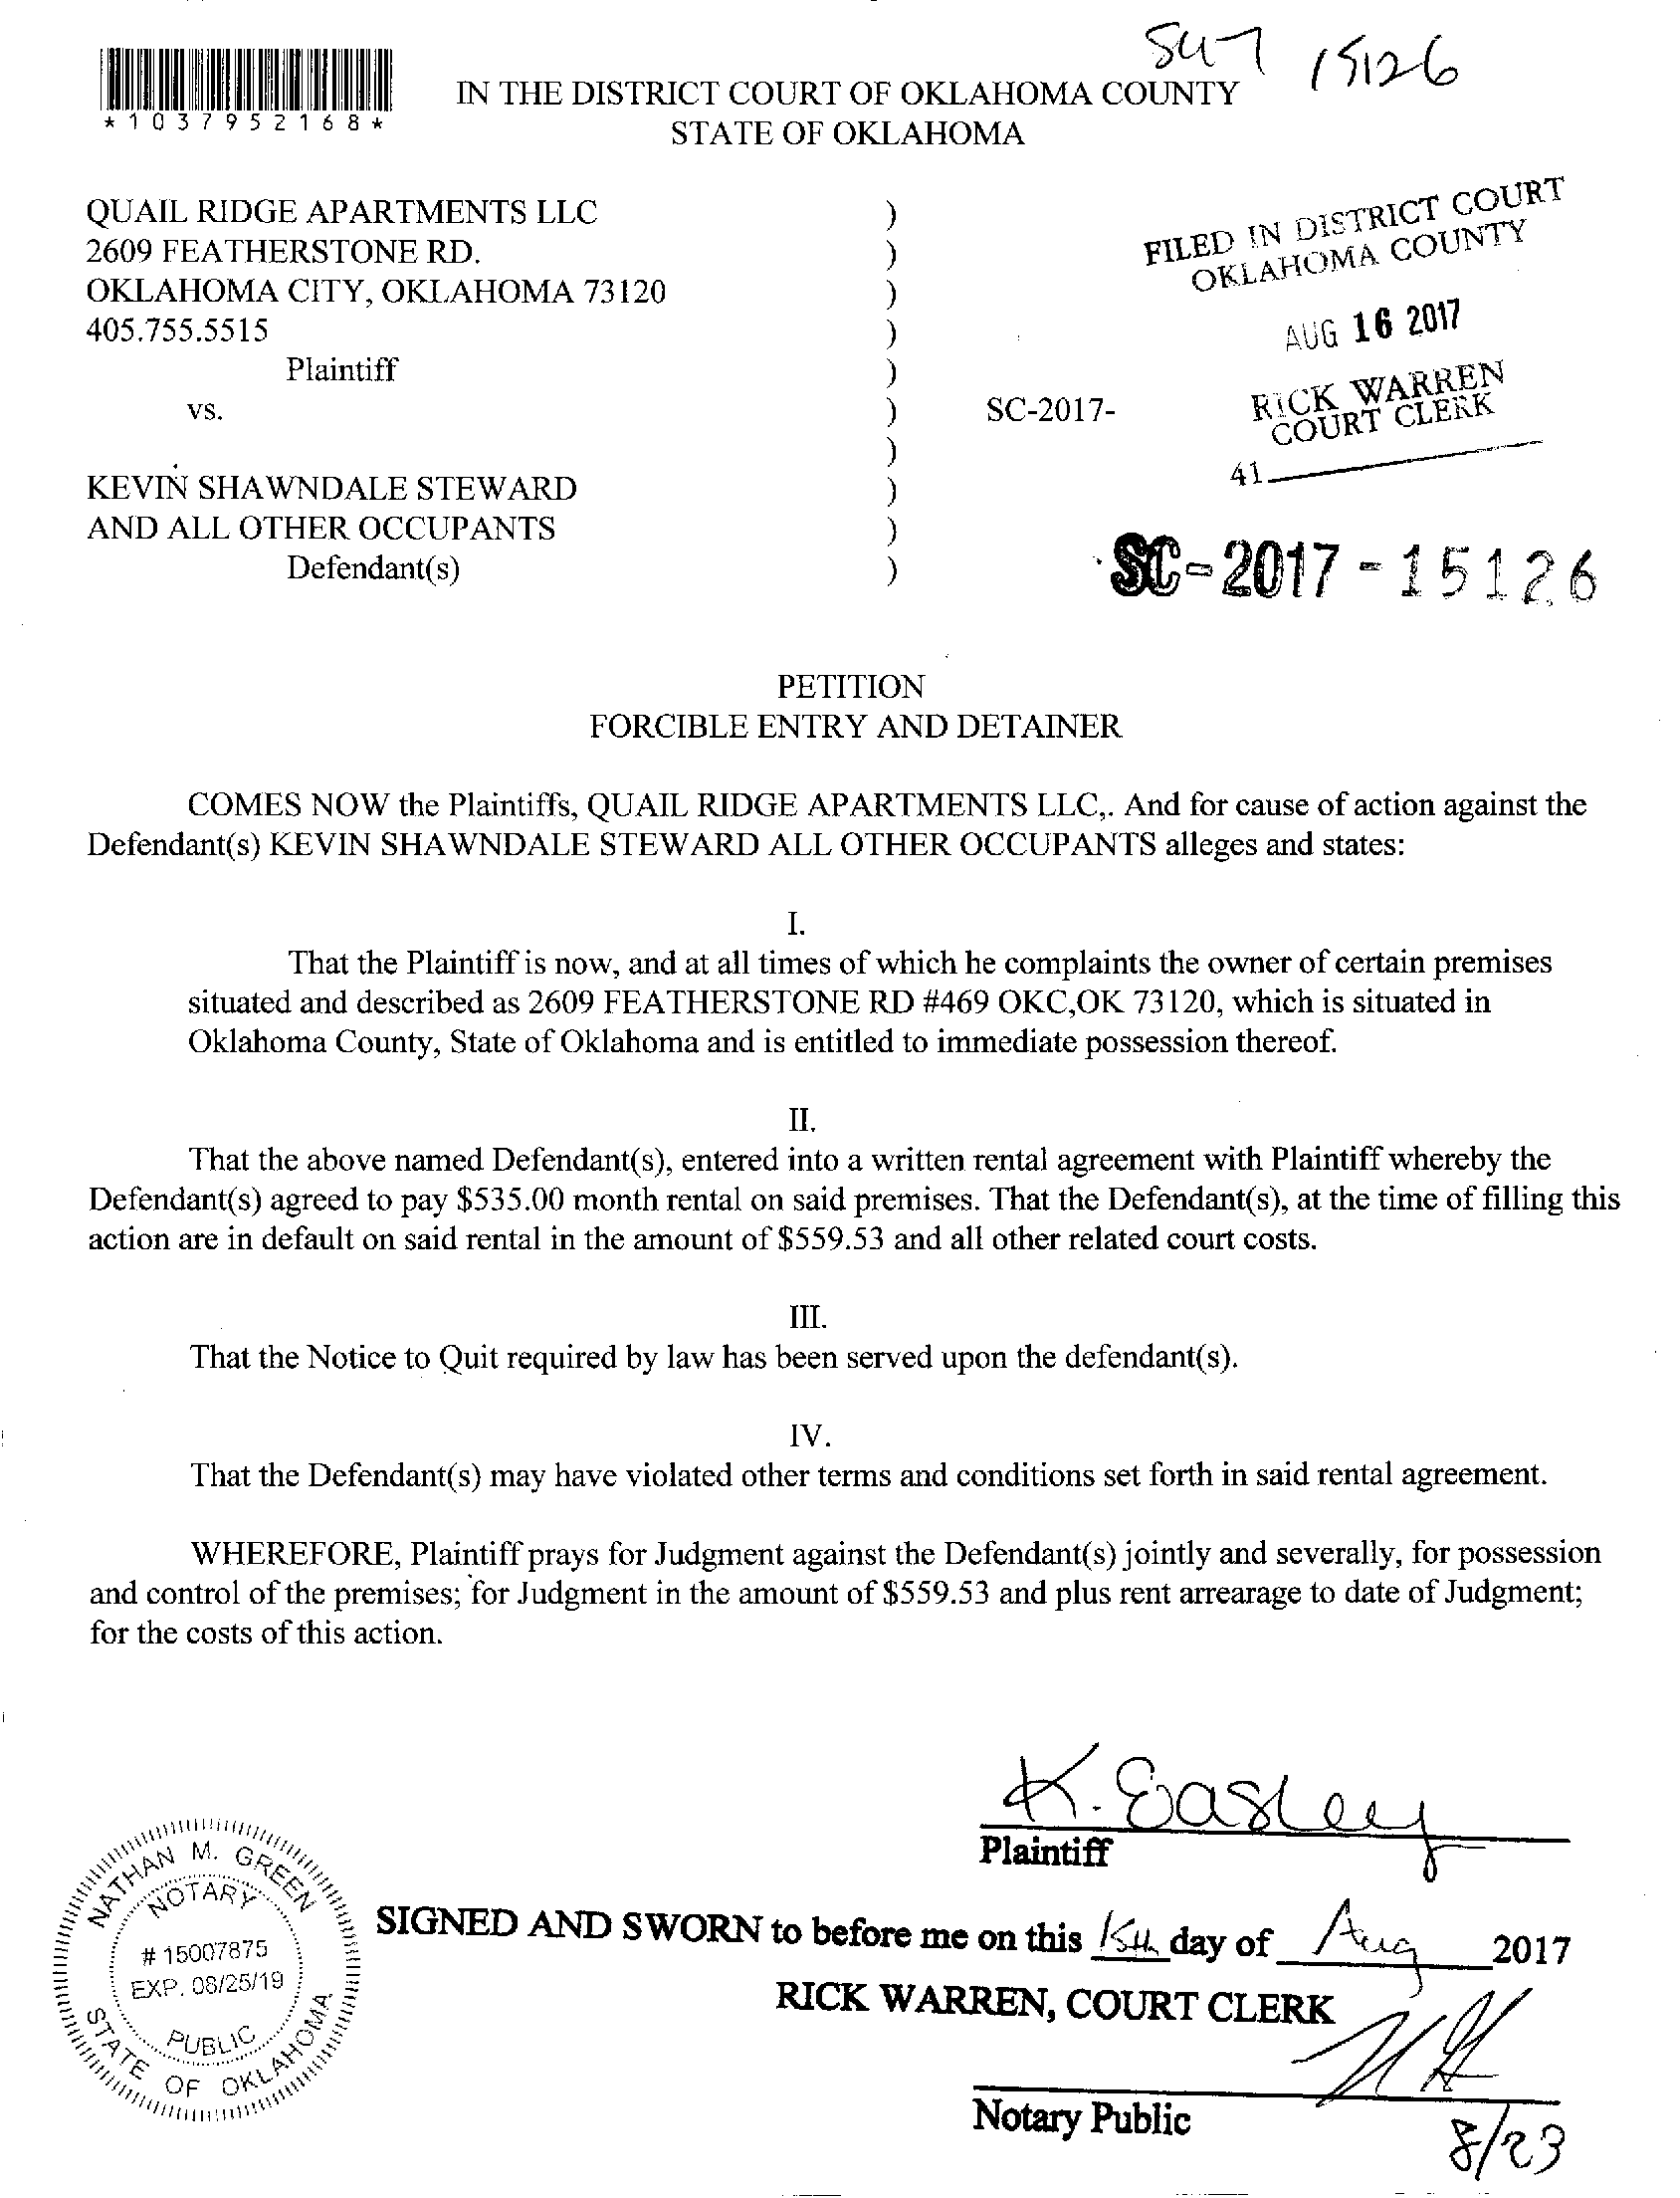 SC17 15126
*1037952168*
IN THE DISTRICT COURT OF OKLAHOMA COUNTY
STATE OF OKLAHOMA
QUAIL RIDGE APARTMENTS LLC )
2609 FEATHERSTONE RD. )
OKLAHOMA CITY, OKLAHOMA 73120 )
405.755.5515 )
Plaintiff )
vs. ) SC-2017-
)
KEVIN SHAWNDALE STEWARD )
AND ALL OTHER OCCUPANTS )
Defendant(s) )
FILED IN DISTRICT COURT
OKLAHOMA COUNTY
AUG 16 2017
RICK WARREN
COURT CLERK
41
SC-2017-15126
PETITION
FORCIBLE ENTRY AND DETAINER
COMES NOW the Plaintiffs, QUAIL RIDGE APARTMENTS LLC,. And for cause of action against the
Defendant(s) KEVIN SHAWNDALE STEWARD ALL OTHER OCCUPANTS alleges and states:
I.
That the Plaintiff is now, and at all times of which he complaints the owner of certain premises
situated and described as 2609 FEATHERSTONE RD #469 OKC,OK 73120, which is situated in
Oklahoma County, State of Oklahoma and is entitled to immediate possession thereof.
II.
That the above named Defendant(s), entered into a written rental agreement with Plaintiff whereby the
Defendant(s) agreed to pay $535.00 month rental on said premises. That the Defendant(s), at the time of filling this
action are in default on said rental in the amount of $559.53 and all other related court costs.
III.
That the Notice to Quit required by law has been served upon the defendant(s).
IV.
That the Defendant(s) may have violated other terms and conditions set forth in said rental agreement.
WHEREFORE, Plaintiff prays for Judgment against the Defendant(s) jointly and severally, for possession
and control of the premises; for Judgment in the amount of $559.53 and plus rent arrearage to date of Judgment;
for the costs of this action.
K. Easley
Plaintiff
NATHAN M. GREEN
NOTARY
# 15007875
EXP. 08/25/19
PUBLIC
STATE OF OKLAHOMA
SIGNED AND SWORN to before me on this 15th day of Aug 2017
RICK WARREN, COURT CLERK
Notary Public
8/23